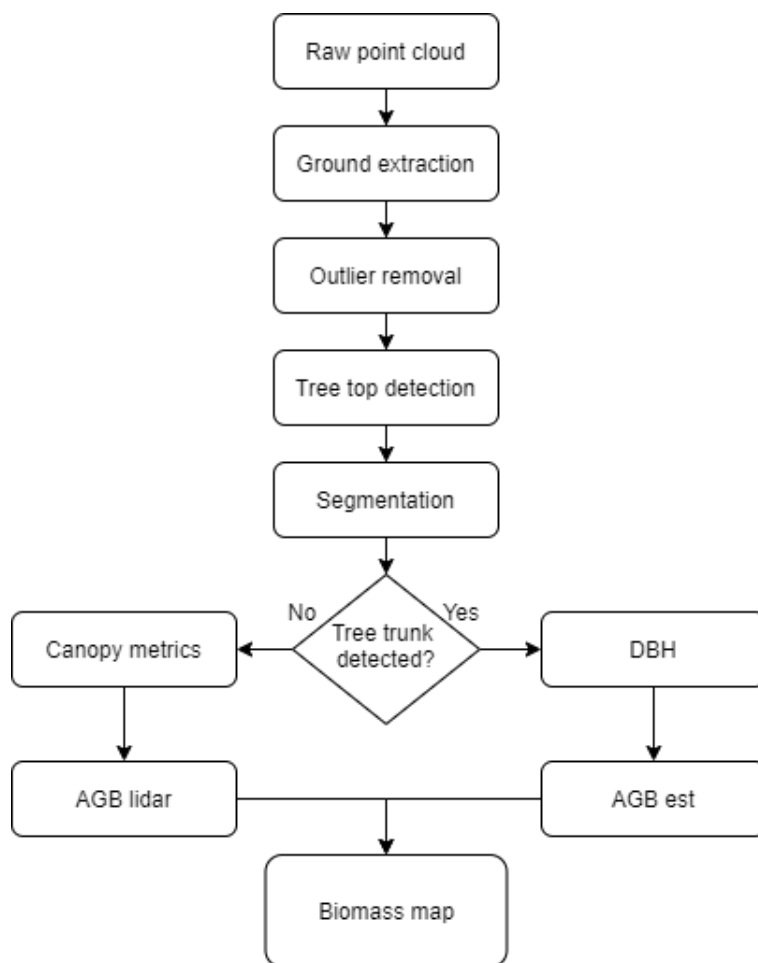 Raw point cloud
Ground extraction
Outlier removal
Tree top detection
Segmentation
No
Yes
Tree trunk
detected?
Canopy metrics
DBH
AGB lidar
AGB est
Biomass map